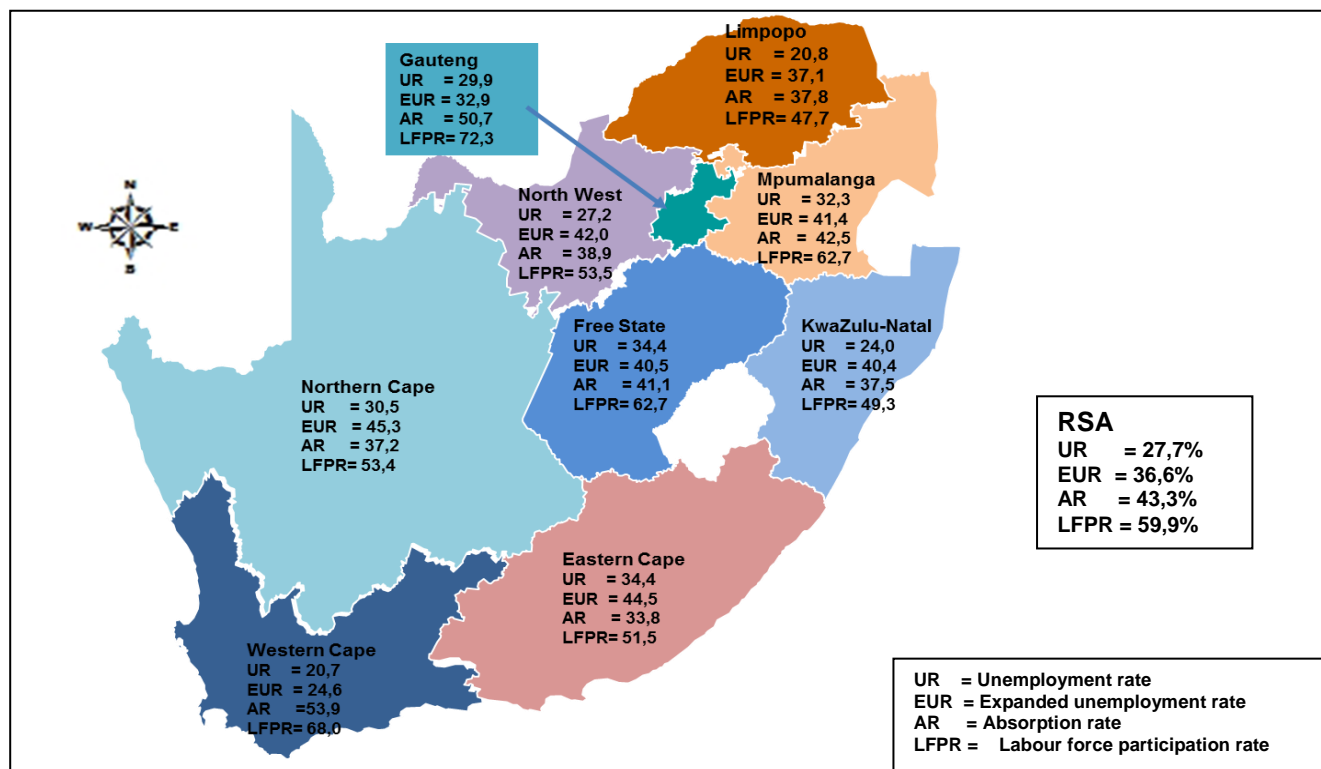 Limpopo
UR = 20,8
EUR = 37,1
AR = 37,8
LFPR= 47,7
Gauteng
UR = 29,9
EUR = 32,9
AR = 50,7
LFPR= 72,3
North West
UR = 27,2
EUR = 42,0
AR = 38,9
LFPR= 53,5
Mpumalanga
UR = 32,3
EUR = 41,4
AR = 42,5
LFPR= 62,7
N
W
E
S
Free State
UR = 34,4
EUR = 40,5
AR = 41,1
LFPR= 62,7
KwaZulu-Natal
UR = 24,0
EUR = 40,4
AR = 37,5
LFPR= 49,3
Northern Cape
UR = 30,5
EUR = 45,3
AR = 37,2
LFPR= 53,4
RSA
UR = 27,7%
EUR = 36,6%
AR = 43,3%
LFPR = 59,9%
Eastern Cape
UR = 34,4
EUR = 44,5
AR = 33,8
LFPR= 51,5
Western Cape
UR = 20,7
EUR = 24,6
AR =53,9
LFPR= 68,0
UR = Unemployment rate
EUR = Expanded unemployment rate
AR = Absorption rate
LFPR = Labour force participation rate